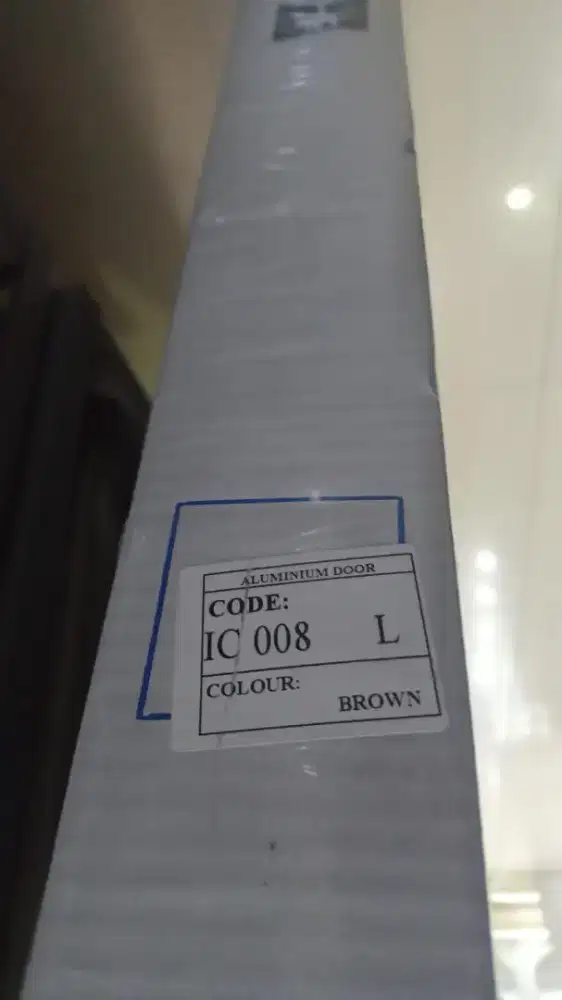 ALUMINIUM DOOR
CODE:
IC 008 L
COLOUR:
BROWN